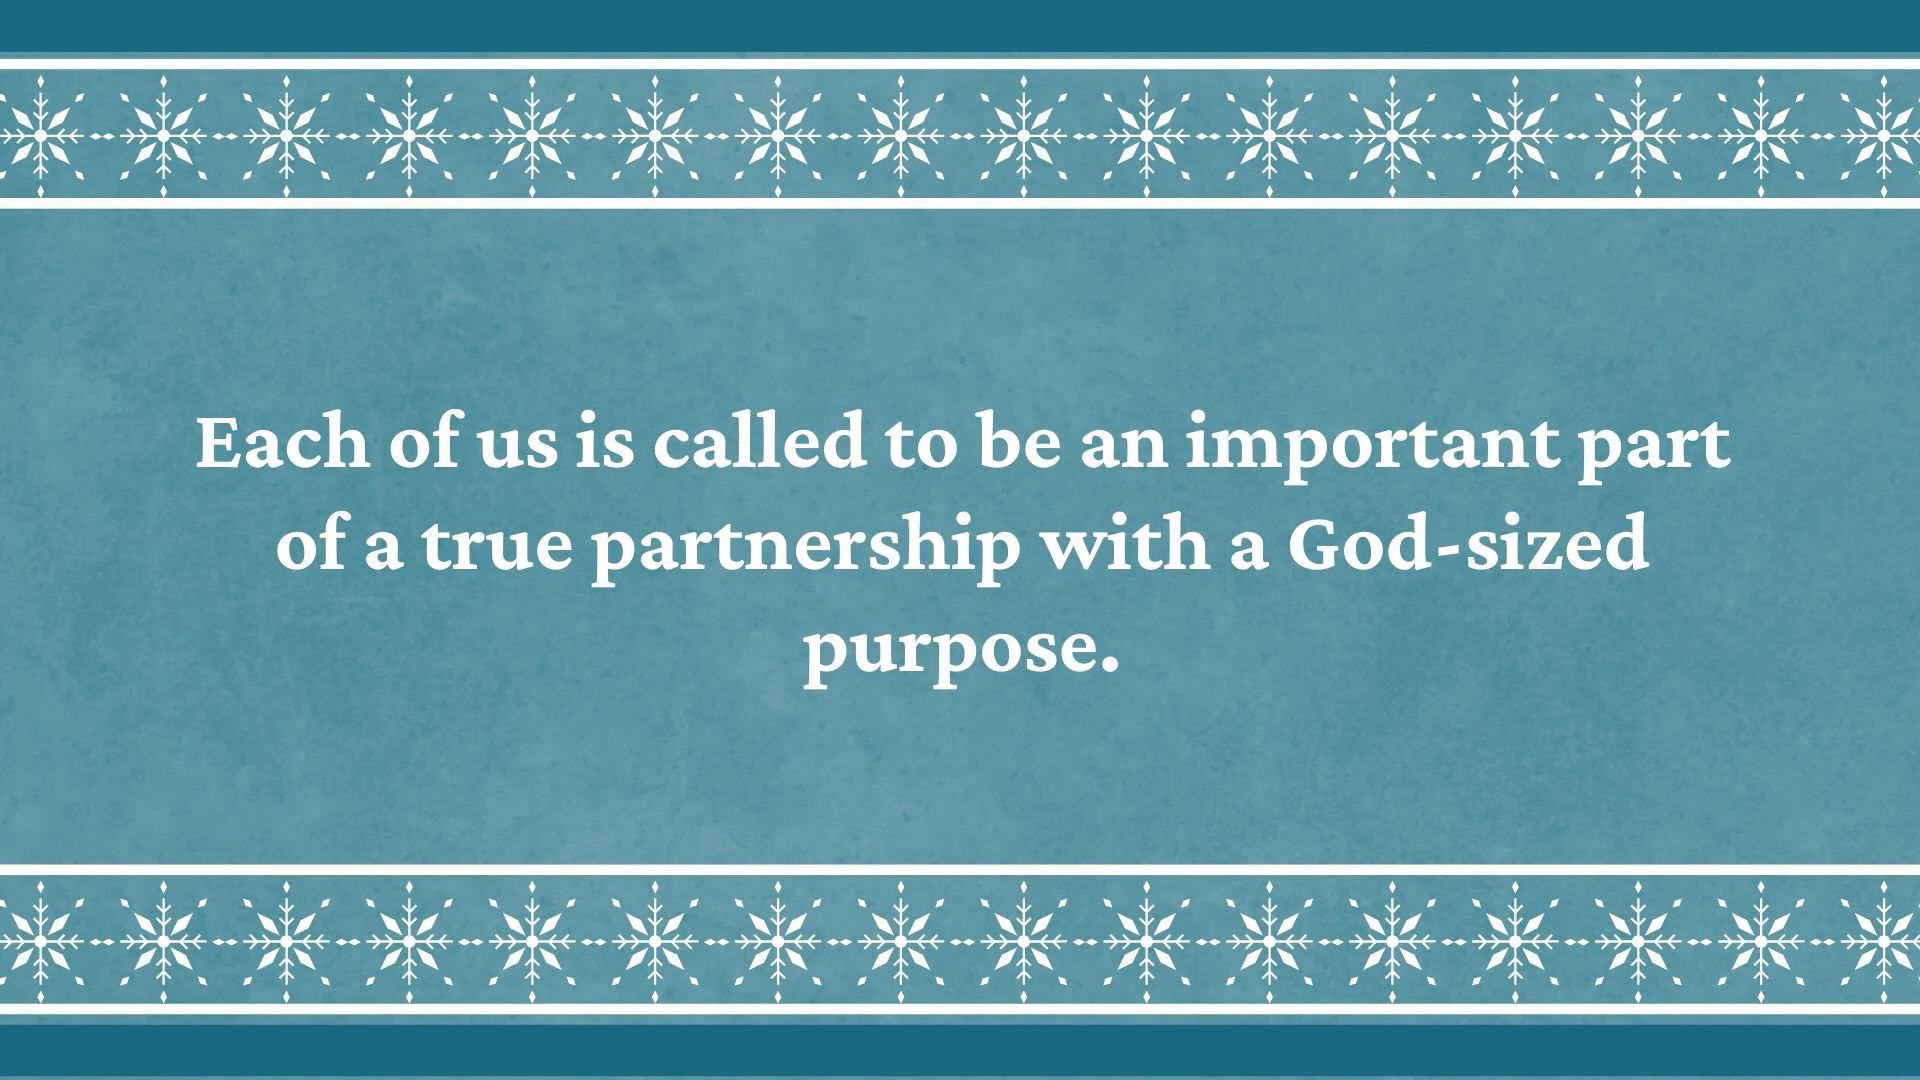 Each of us is called to be an important part
of a true partnership with a God-sized
purpose.